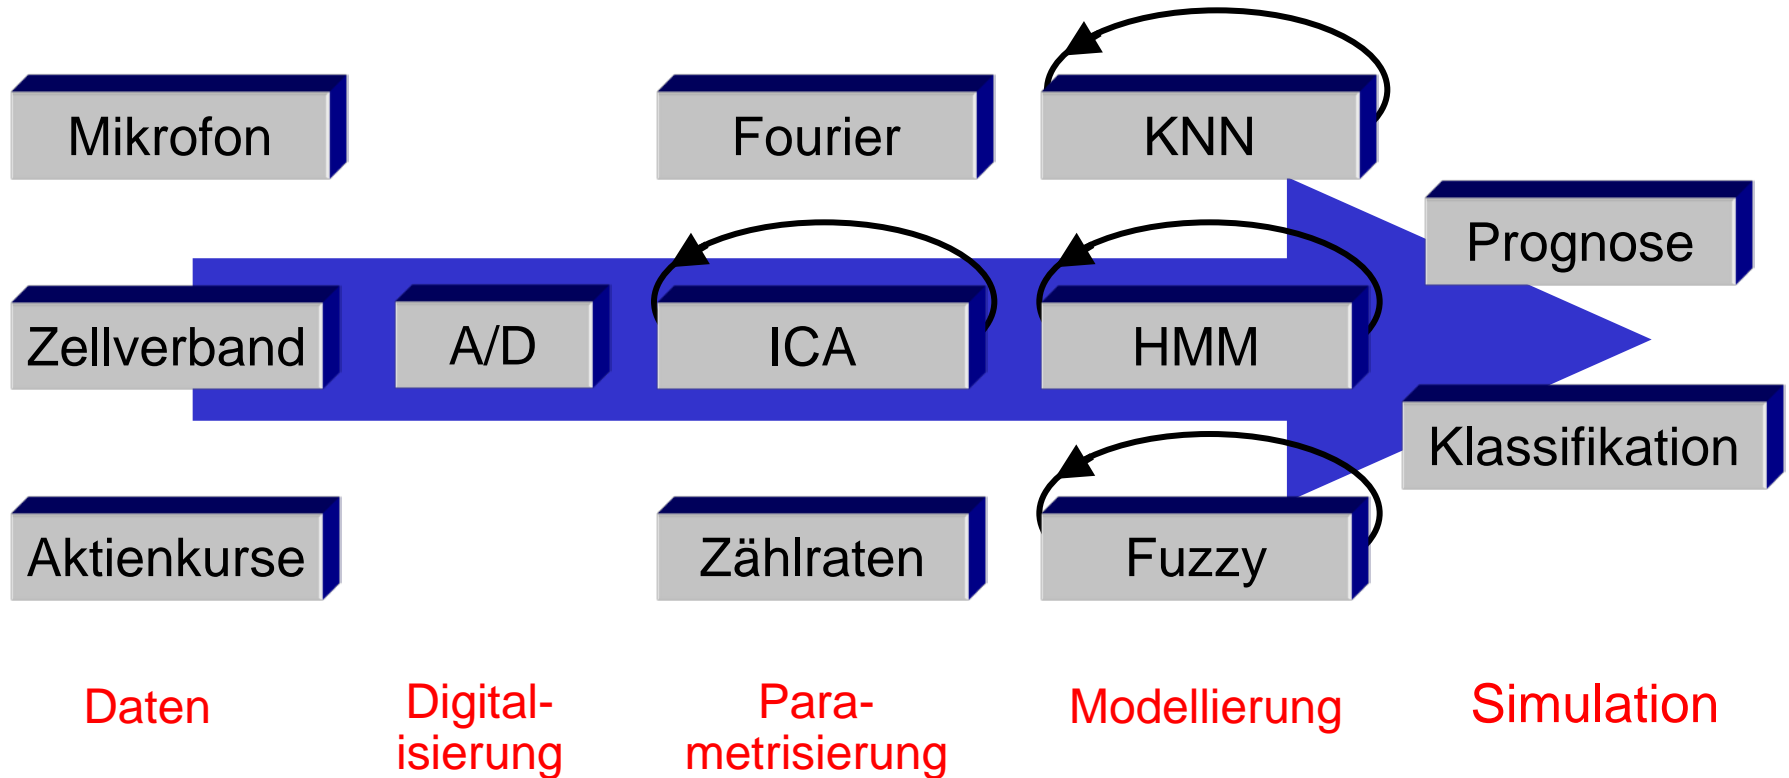 Mikrofon
Fourier
KNN
Prognose
Zellverband
A/D
ICA
HMM
Klassifikation
Aktienkurse
Zählraten
Fuzzy
Daten
Digital-
isierung
Para-
metrisierung
Modellierung
Simulation